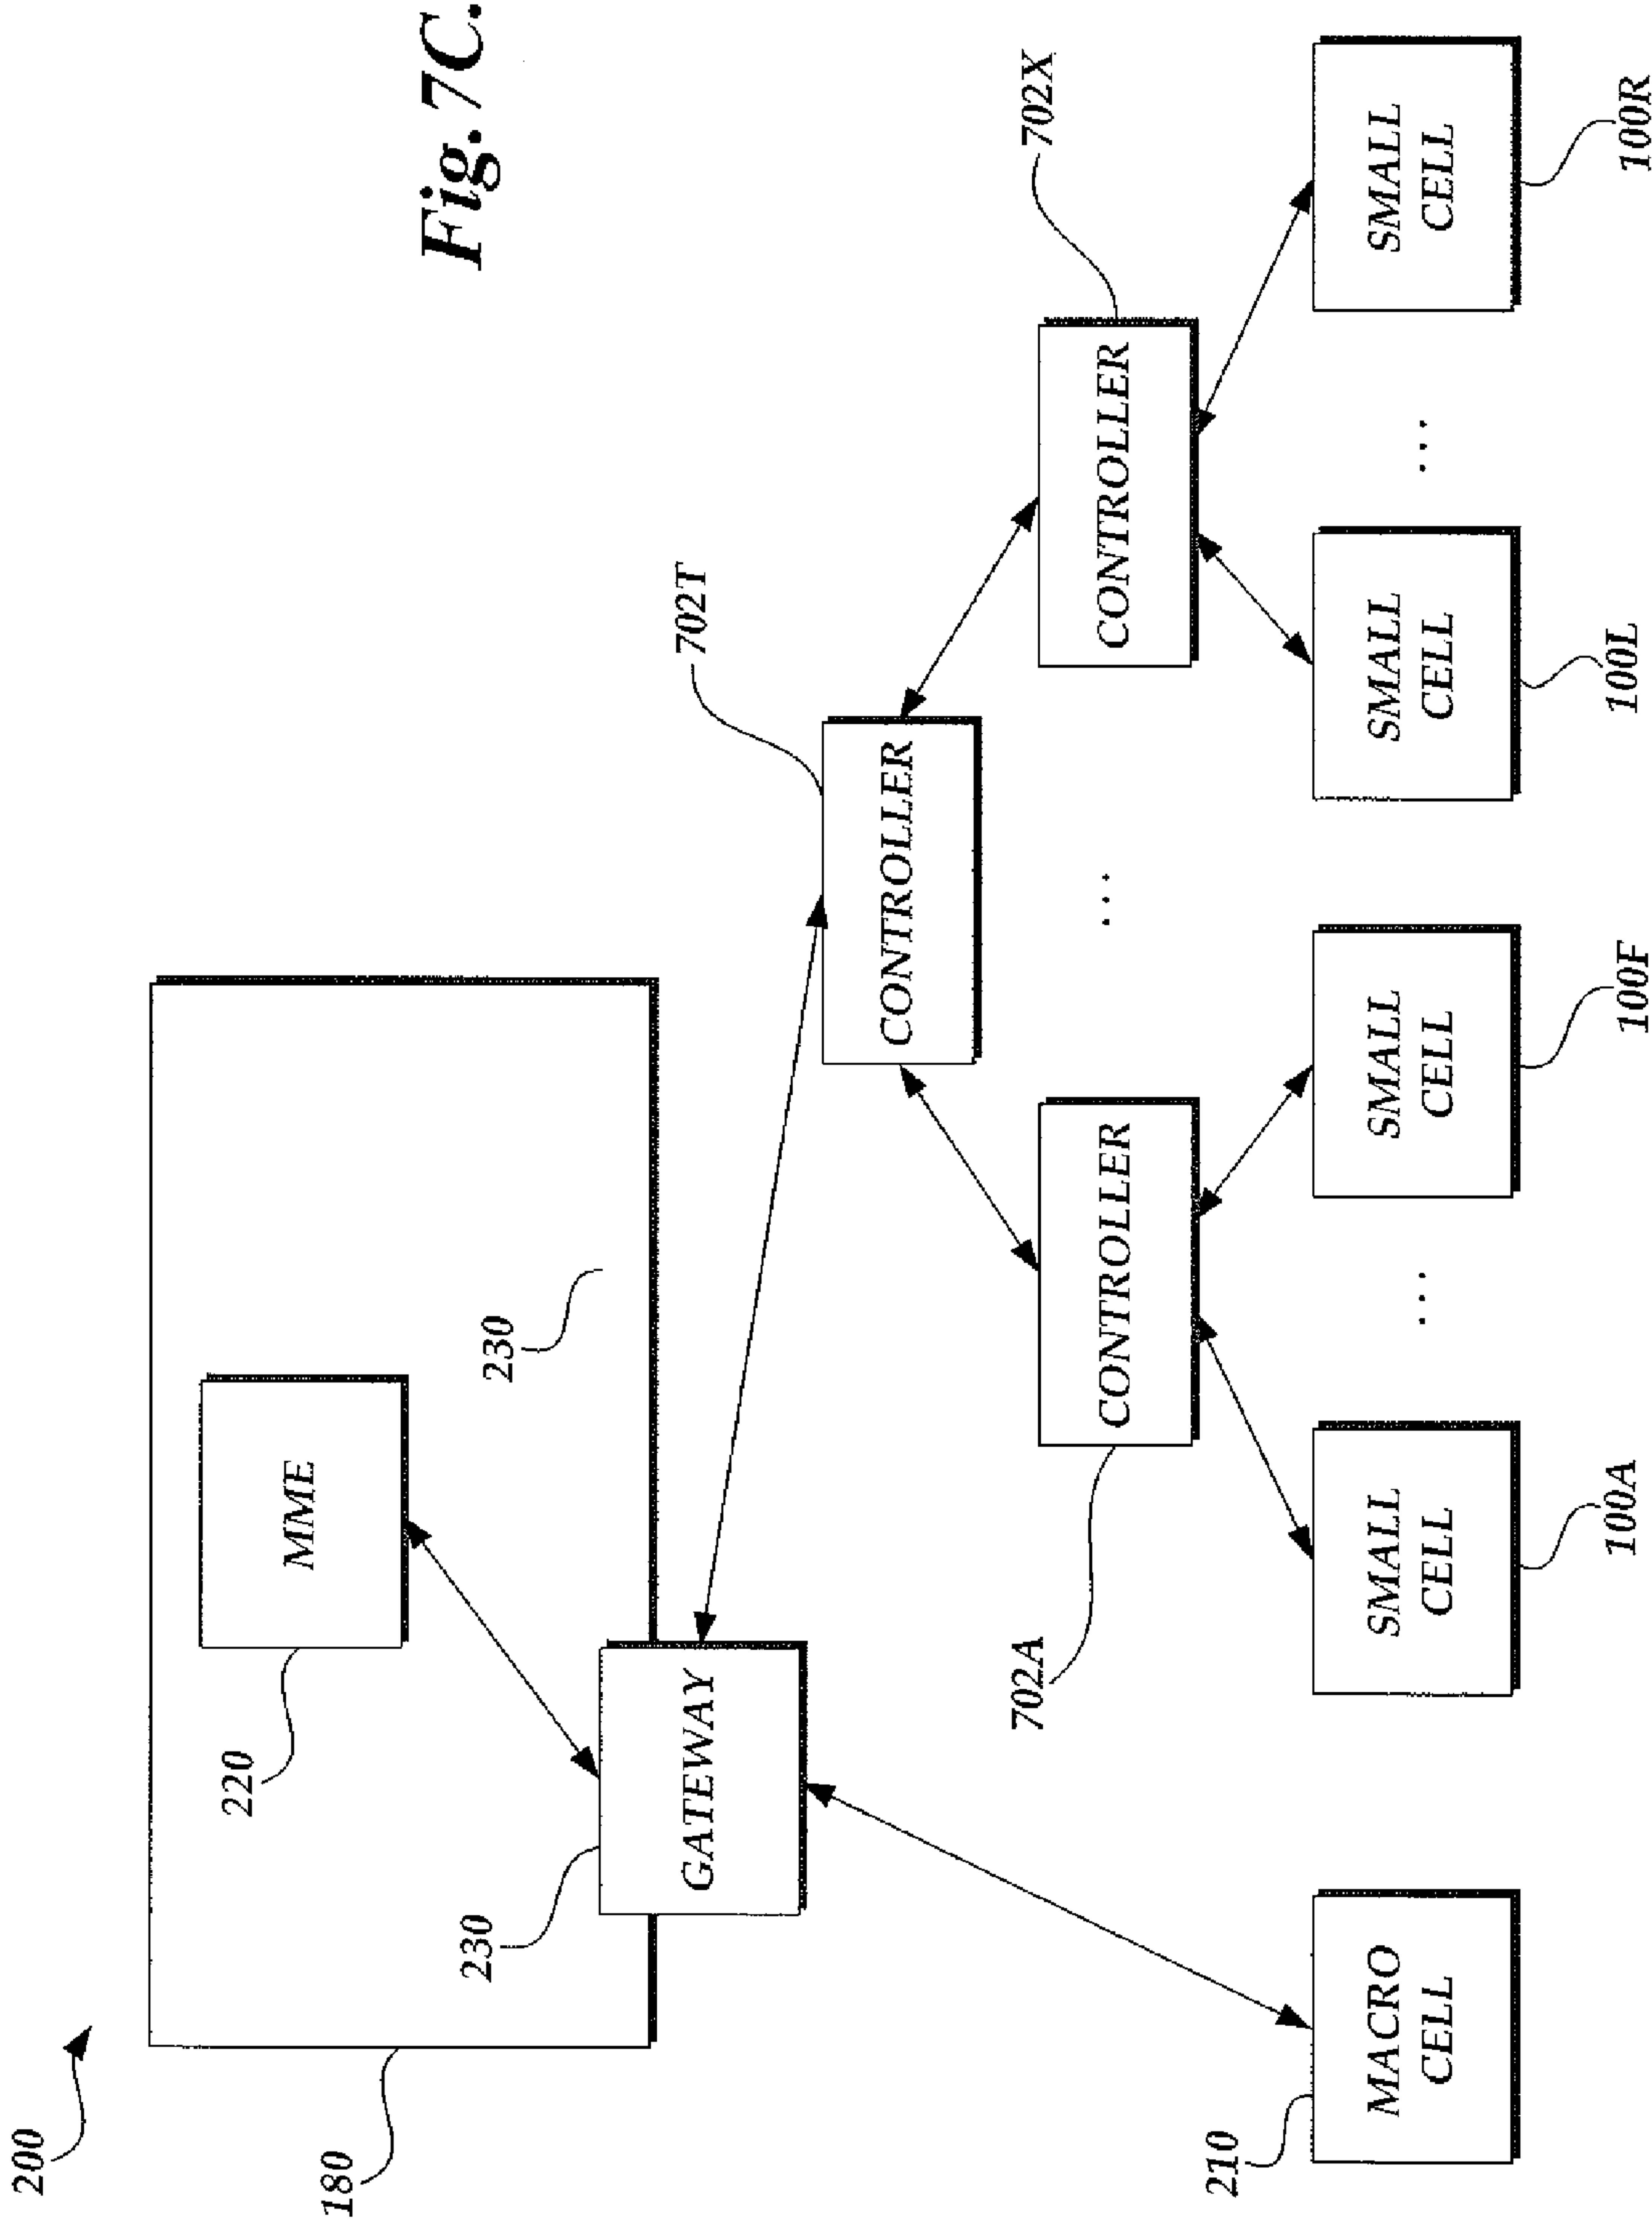 Fig.7C.
200
180
220
MME
230
230
GATEWAY
702T
CONTROLLER
702A
CONTROLLER
...
CONTROLLER
702X
210
MACRO
CELL
SMALL
CELL
100A
...
SMALL
CELL
100F
SMALL
CELL
100L
...
SMALL
CELL
100R